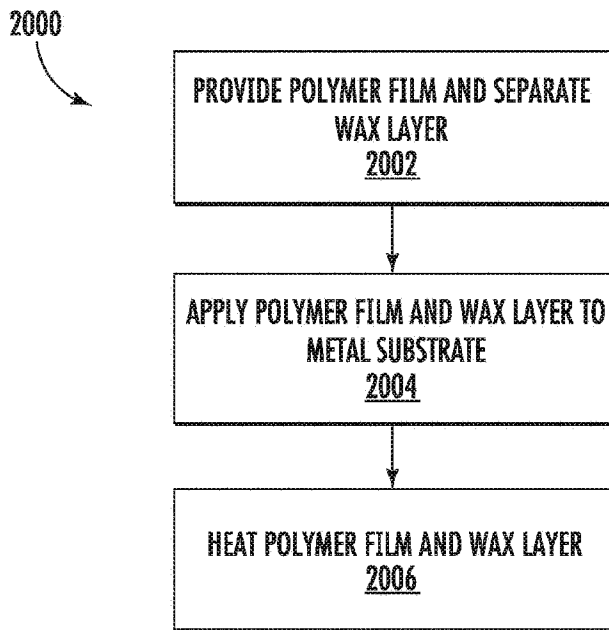 2000
PROVIDE POLYMER FILM AND SEPARATE
WAX LAYER
2002
APPLY POLYMER FILM AND WAX LAYER TO
METAL SUBSTRATE
2004
HEAT POLYMER FILM AND WAX LAYER
2006